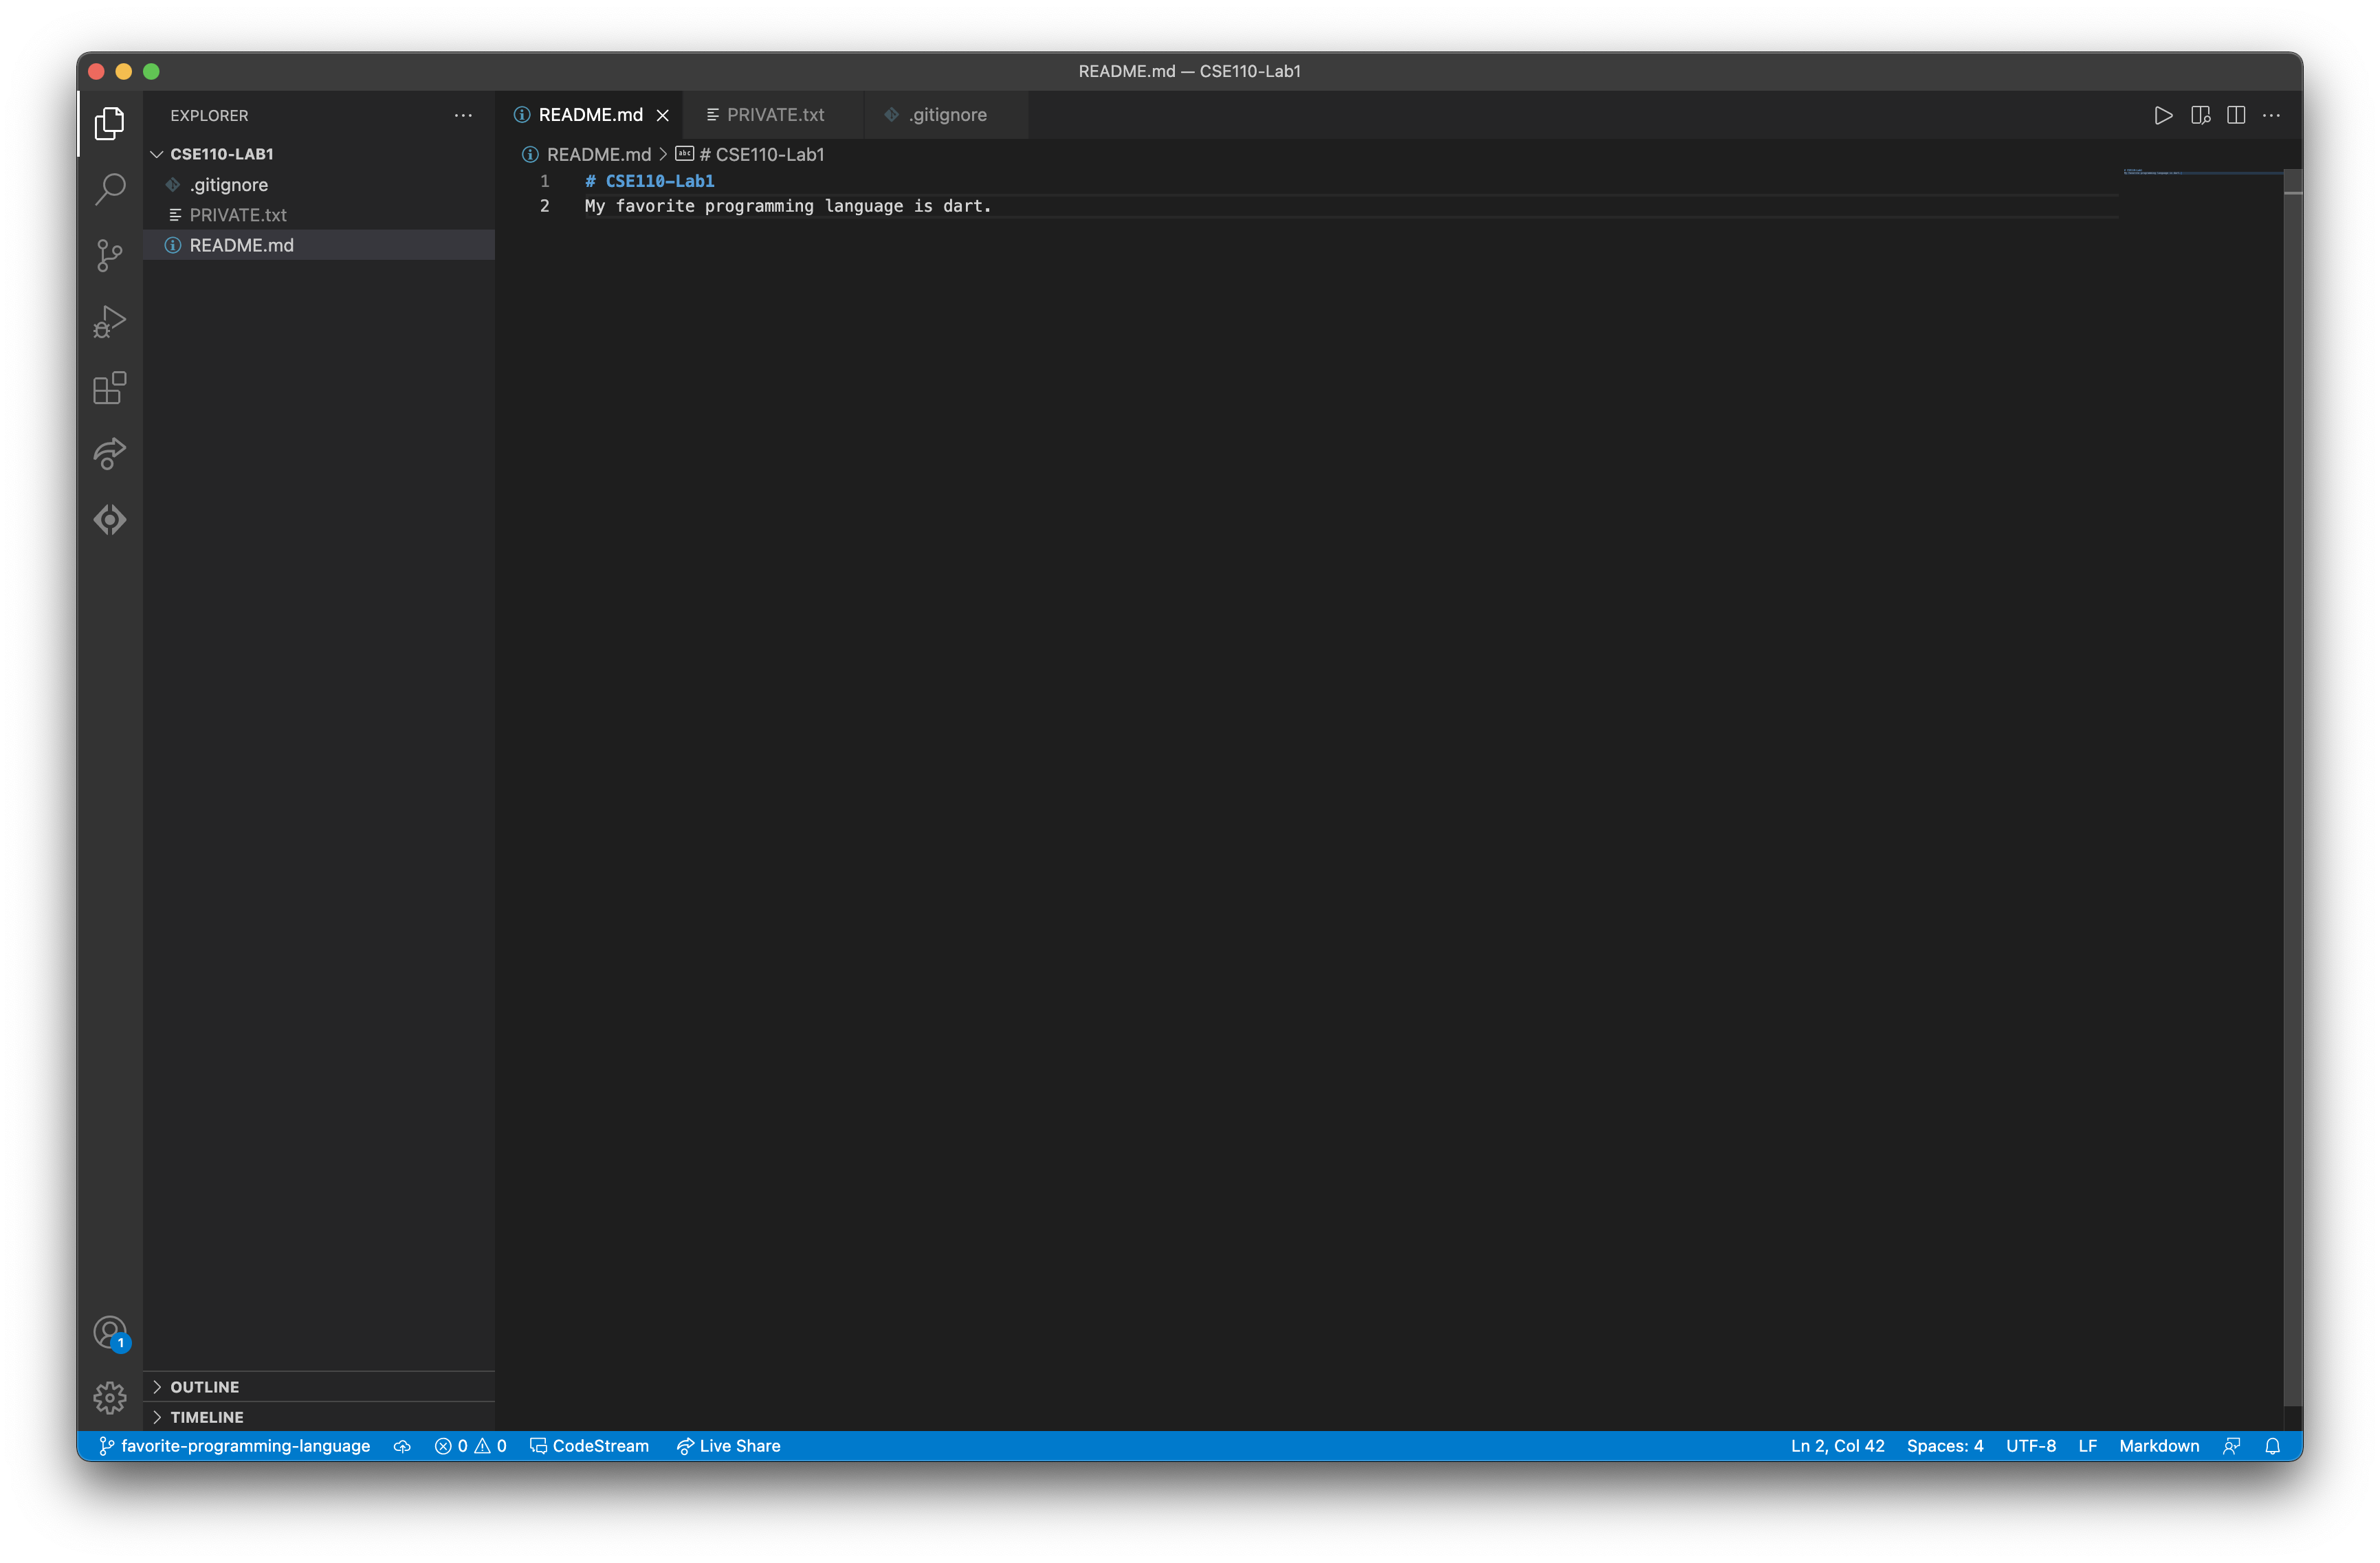 README.md — CSE110-Lab1
EXPLORER
README.md
PRIVATE.txt
.gitignore
CSE110-LAB1
.gitignore
PRIVATE.txt
README.md
README.md > abc # CSE110-Lab1
1 # CSE110-Lab1
2 My favorite programming language is dart.
1
OUTLINE
TIMELINE
favorite-programming-language 0 0 CodeStream Live Share Ln 2, Col 42 Spaces: 4 UTF-8 LF Markdown